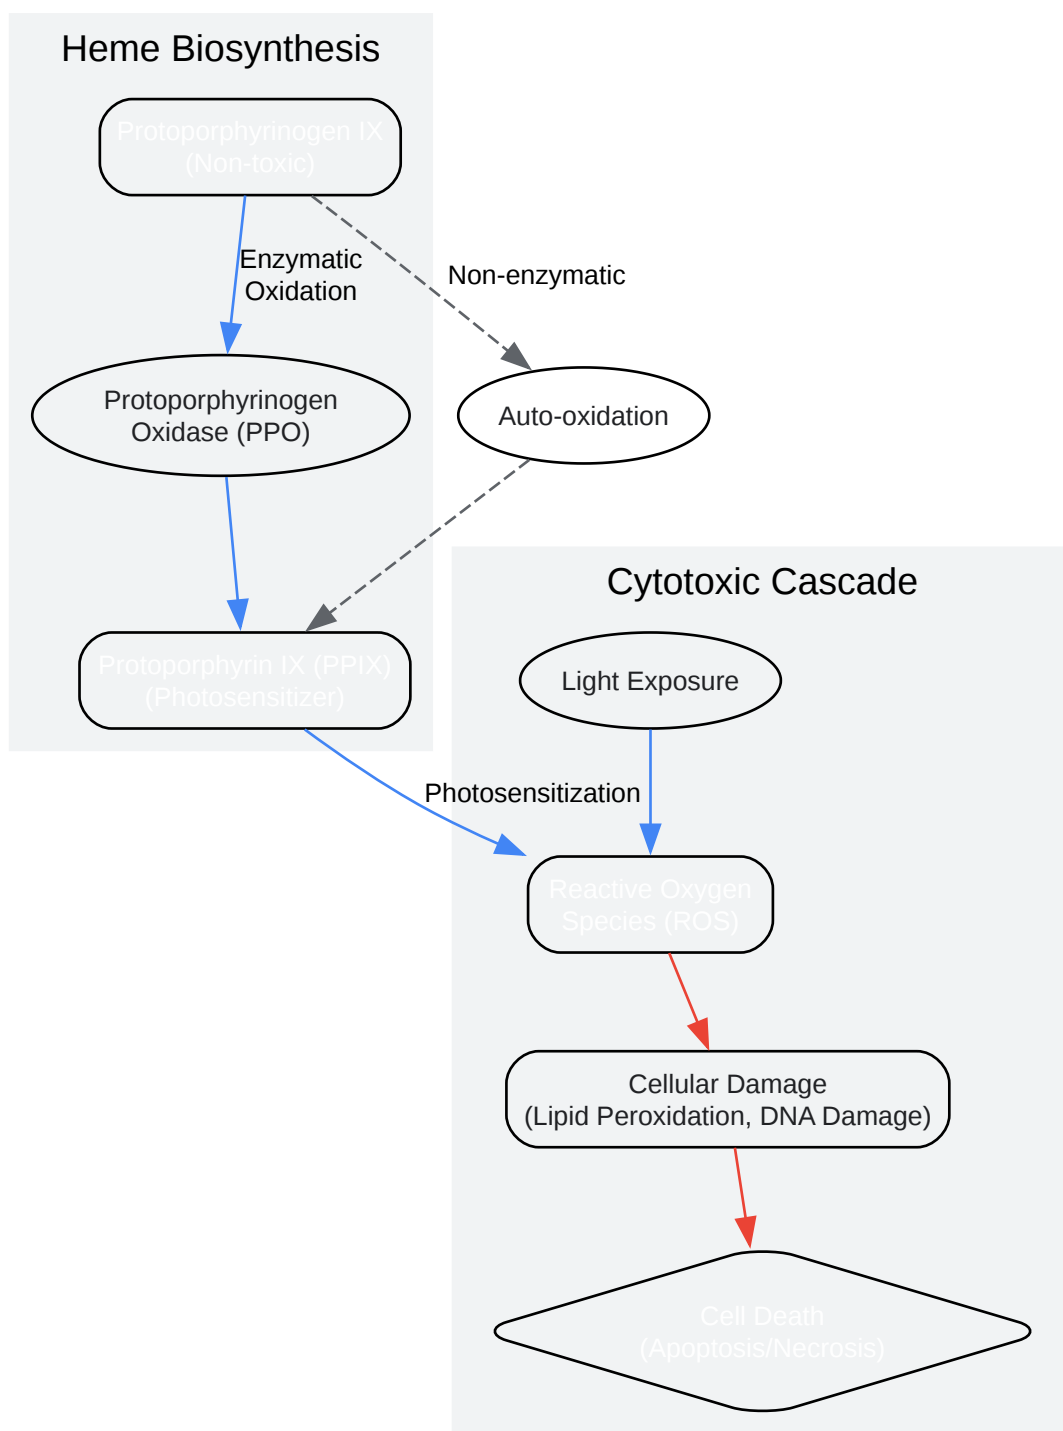 Heme Biosynthesis
Protoporphyrinogen IX
(Non-toxic)
Enzymatic
Oxidation
Non-enzymatic
Protoporphyrinogen
Oxidase (PPO)
Auto-oxidation
Protoporphyrin IX (PPIX)
(Photosensitizer)
Cytotoxic Cascade
Light Exposure
Photosensitization
Reactive Oxygen
Species (ROS)
Cellular Damage
(Lipid Peroxidation, DNA Damage)
Cell Death
(Apoptosis/Necrosis)